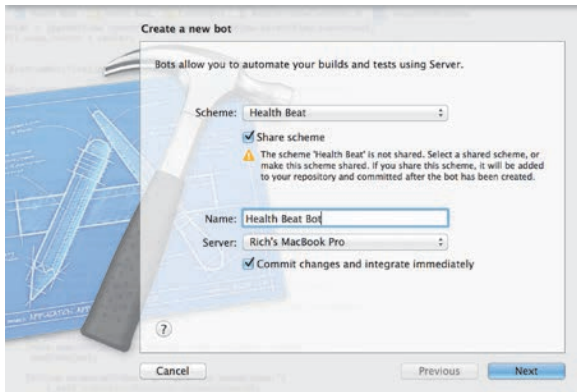 Create a new bot
Bots allow you to automate your builds and tests using Server.
Scheme: Health Beat
Share scheme
The scheme 'Health Beat' is not shared. Select a shared scheme, or
make this scheme shared. If you share this scheme, it will be added
to your repository and committed after the bot has been created.
Name: Health Beat Bot
Server: Rich's MacBook Pro
Commit changes and integrate immediately
?
Cancel
Previous
Next